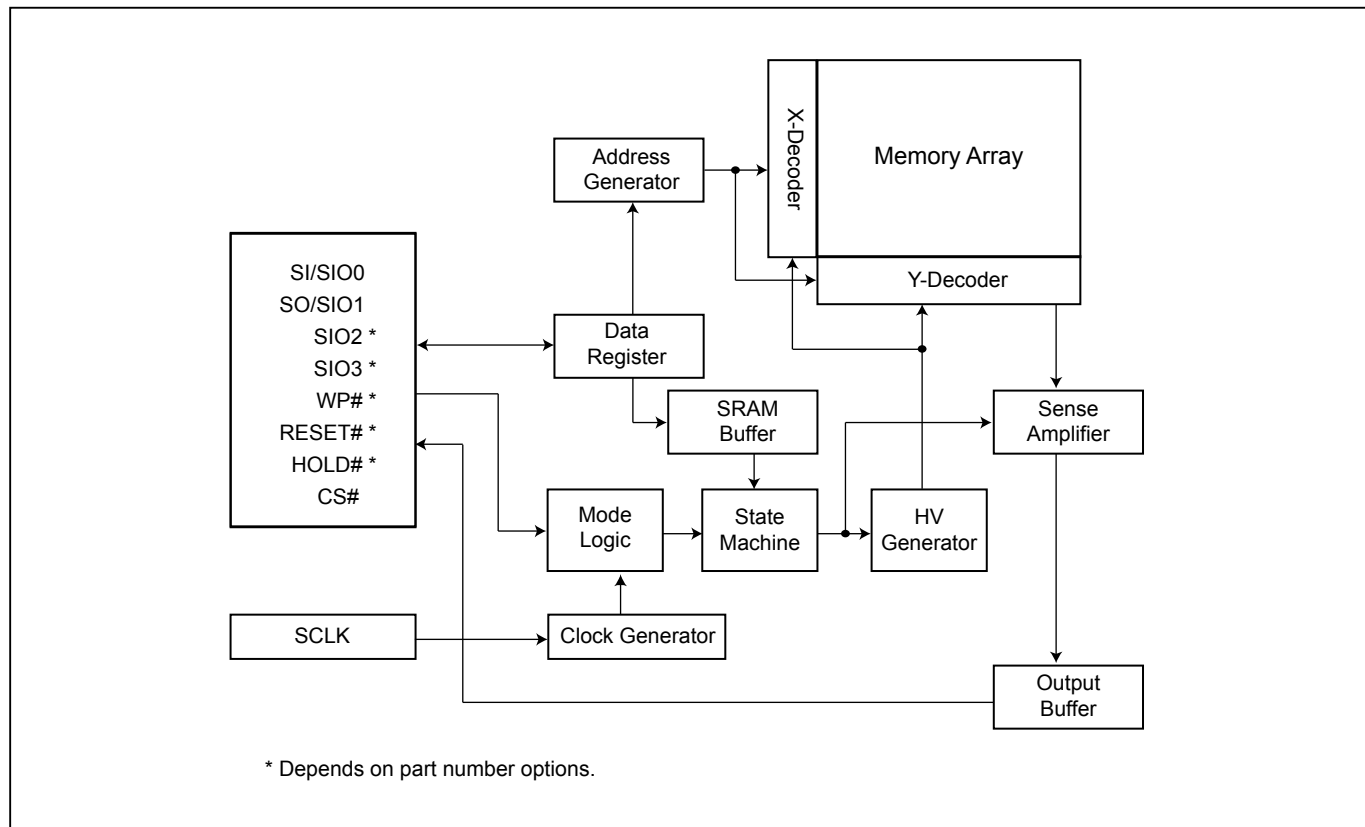 X-Decoder
Memory Array
Address
Generator
Y-Decoder
SI/SIO0
SO/SIO1
SIO2 *
SIO3 *
WP# *
RESET# *
HOLD# *
CS#
Data
Register
SRAM
Buffer
Sense
Amplifier
Mode
Logic
State
Machine
HV
Generator
SCLK
Clock Generator
Output
Buffer
* Depends on part number options.